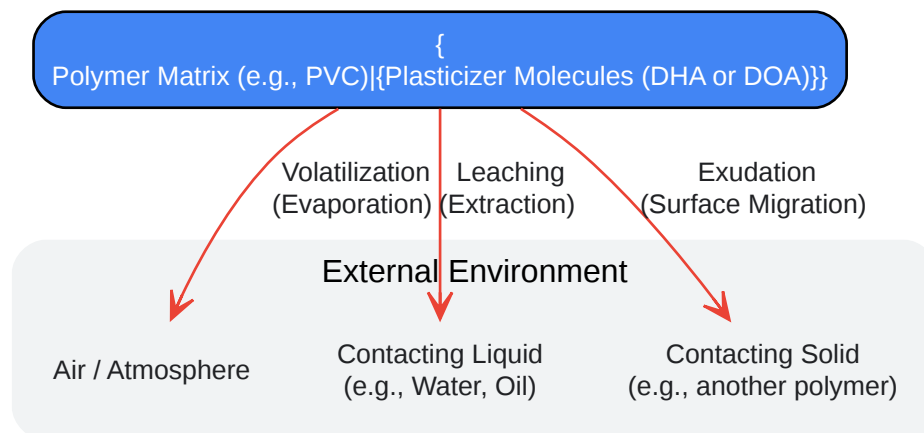 {
Polymer Matrix (e.g., PVC)|{Plasticizer Molecules (DHA or DOA)}}
Volatilization
(Evaporation)
Leaching
(Extraction)
Exudation
(Surface Migration)
External Environment
Air / Atmosphere
Contacting Liquid
(e.g., Water, Oil)
Contacting Solid
(e.g., another polymer)